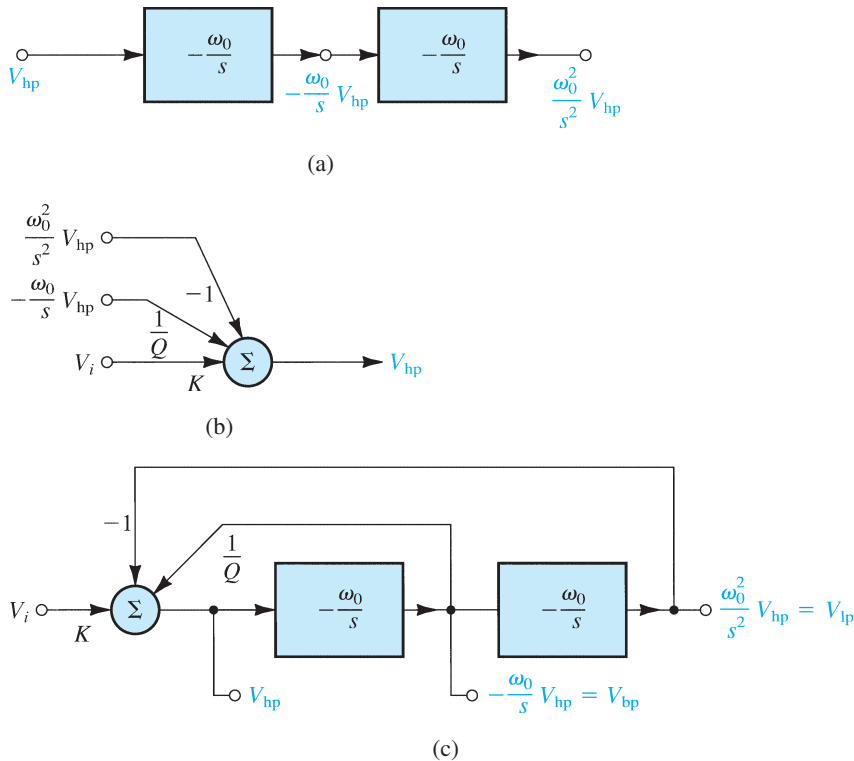 −ω₀/s
−ω₀/s
V_hp
−ω₀/s V_hp
ω₀²/s² V_hp
(a)
ω₀²/s² V_hp
−1
−ω₀/s V_hp
1/Q
V_i
K
Σ
V_hp
(b)
−1
1/Q
V_i
K
Σ
−ω₀/s
−ω₀/s
ω₀²/s² V_hp = V_lp
V_hp
−ω₀/s V_hp = V_bp
(c)